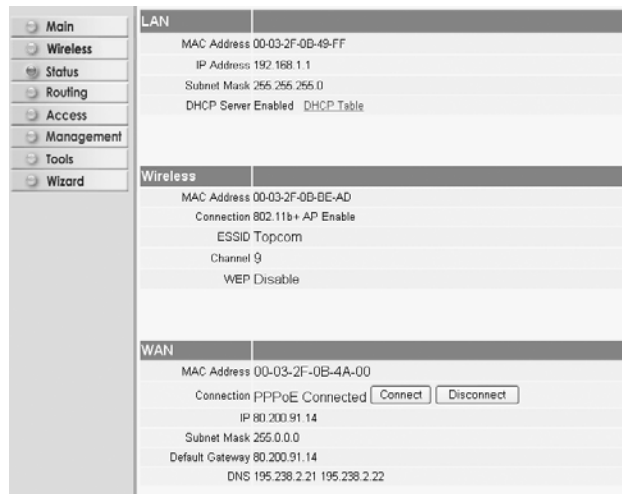 Main
Wireless
Status
Routing
Access
Management
Tools
Wizard
LAN
MAC Address 00-03-2F-0B-49-FF
IP Address 192.168.1.1
Subnet Mask 255.255.255.0
DHCP Server Enabled DHCP Table
Wireless
MAC Address 00-03-2F-0B-BE-AD
Connection 802.11b+ AP Enable
ESSID Topcom
Channel 9
WEP Disable
WAN
MAC Address 00-03-2F-0B-4A-00
Connection PPPoE Connected Connect Disconnect
IP 80.200.91.14
Subnet Mask 255.0.0.0
Default Gateway 80.200.91.14
DNS 195.238.2.21 195.238.2.22